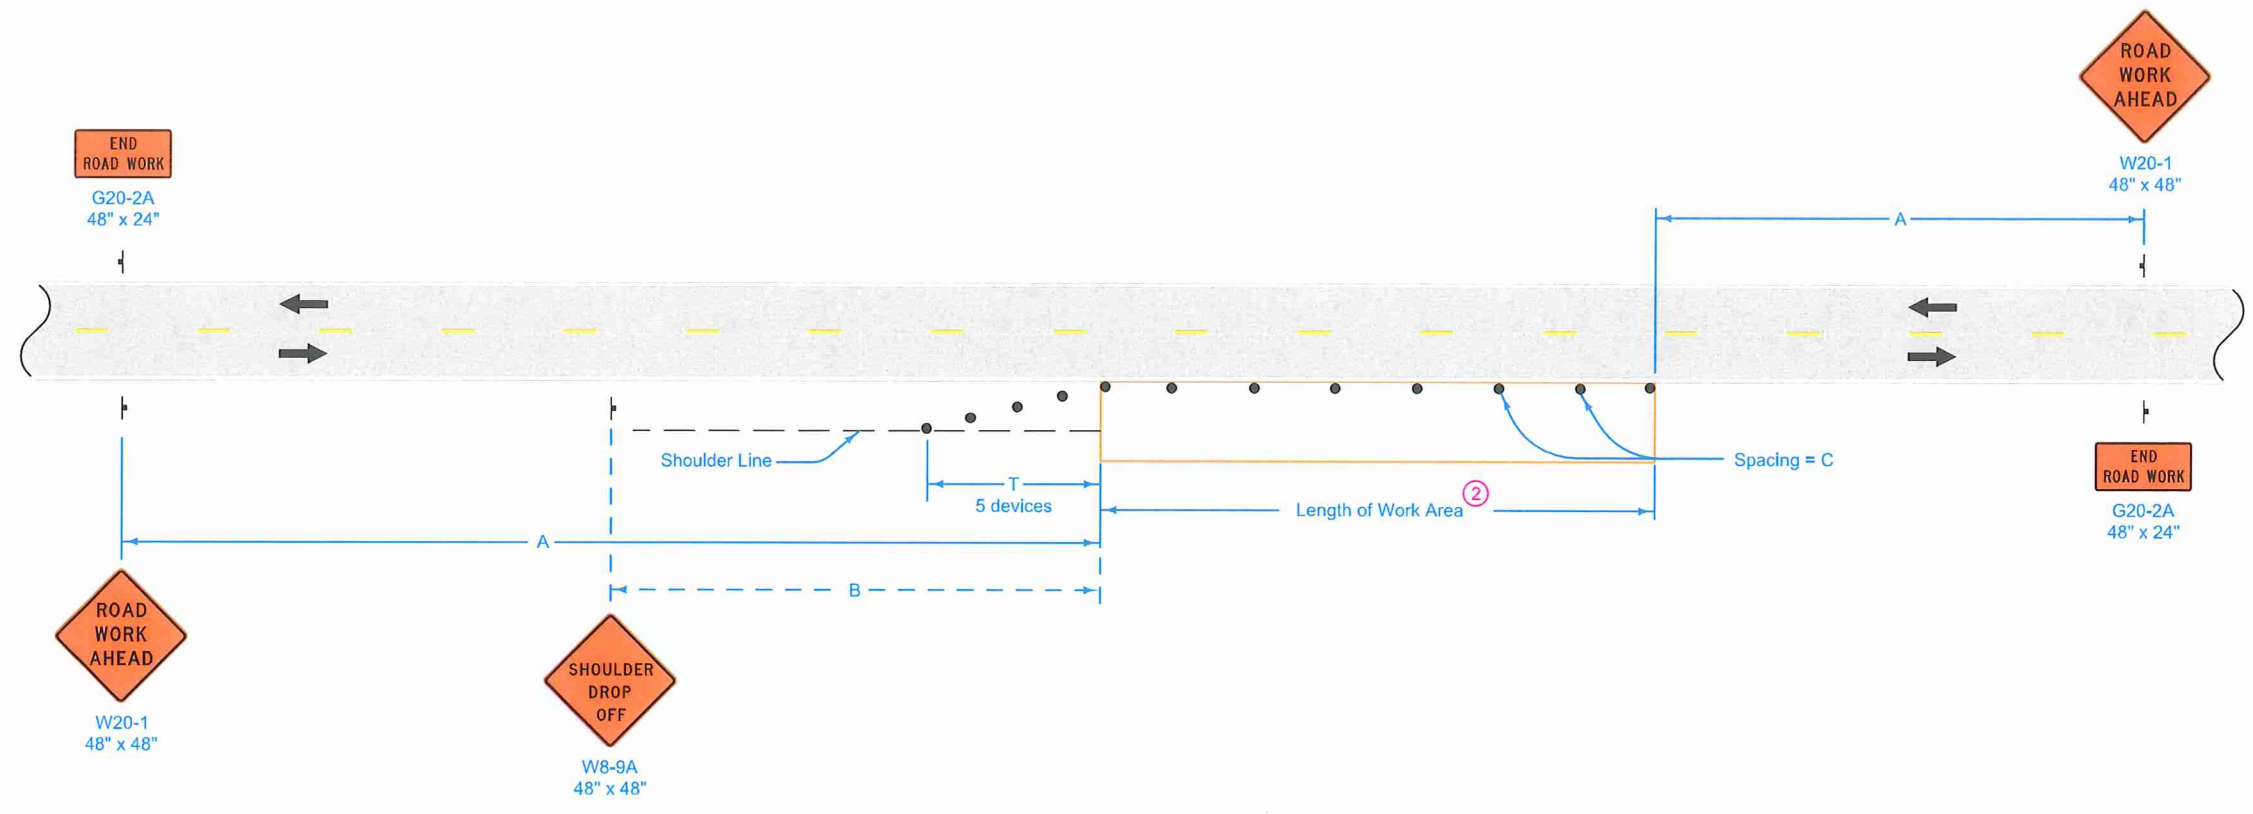 ROAD
WORK
AHEAD
W20-1
48" x 48"
END
ROAD WORK
G20-2A
48" x 24"
A
Shoulder Line
T
5 devices
Spacing = C
2
Length of Work Area
END
ROAD WORK
G20-2A
48" x 24"
A
B
ROAD
WORK
AHEAD
W20-1
48" x 48"
SHOULDER
DROP
OFF
W8-9A
48" x 48"